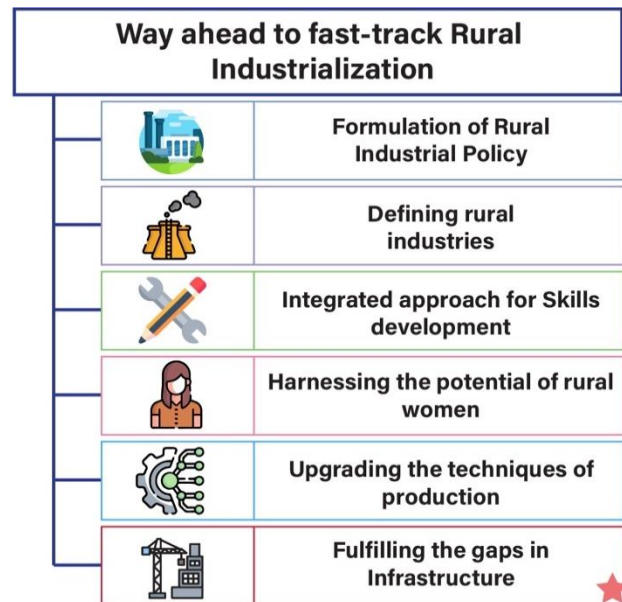 Way ahead to fast-track Rural
Industrialization
Formulation of Rural
Industrial Policy
Defining rural
industries
Integrated approach for Skills
development
Harnessing the potential of rural
women
Upgrading the techniques of
production
Fulfilling the gaps in
Infrastructure